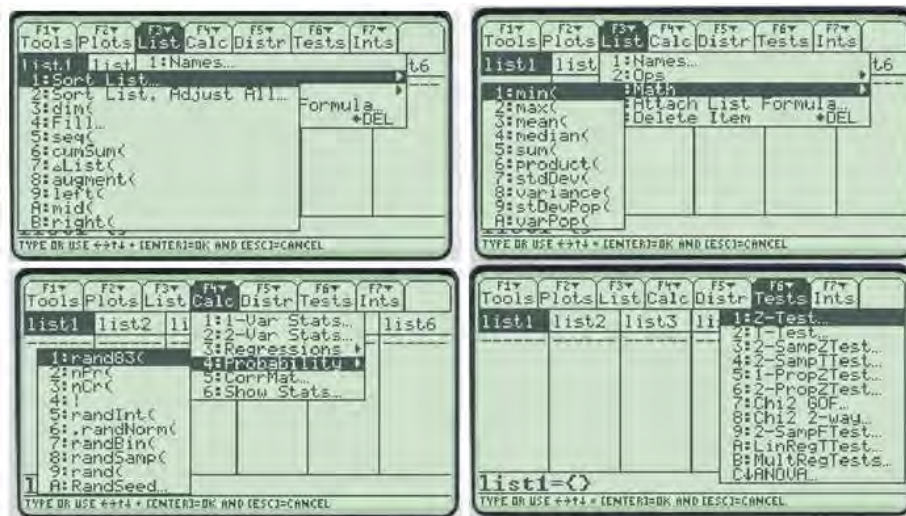 F1▾ Tools F2▾ Plots F3▾ List F4▾ Calc F5▾ Distr F6▾ Tests F7▾ Ints
list1 list 1:Names…
1:Sort List…
2:Sort List, Adjust All…
3:dim( Formula…
4:Fill… ◆DEL
5:seq(
6:cumSum(
7:ΔList(
8:augment(
9:left(
A:mid(
B:right(
TYPE OR USE ←→↑↓ + [ENTER]=OK AND [ESC]=CANCEL
F1▾ Tools F2▾ Plots F3▾ List F4▾ Calc F5▾ Distr F6▾ Tests F7▾ Ints
list1 list 1:Names… t6
2:Ops ▸
1:min( :Math ▸
2:max( :Attach List Formula…
3:mean( :Delete Item ◆DEL
4:median(
5:sum(
6:product(
7:stdDev(
8:variance(
9:stDevPop(
A:varPop(
TYPE OR USE ←→↑↓ + [ENTER]=OK AND [ESC]=CANCEL
F1▾ Tools F2▾ Plots F3▾ List F4▾ Calc F5▾ Distr F6▾ Tests F7▾ Ints
list1 list2 li 1:1-Var Stats… list6
2:2-Var Stats…
3:Regressions ▸
1:rand83( 4:Probability ▸
2:nPr( 5:CorrMat…
3:nCr( 6:Show Stats…
4:!
5:randInt(
6:.randNorm(
7:randBin(
8:randSamp(
9:rand(
A:RandSeed…
TYPE OR USE ←→↑↓ + [ENTER]=OK AND [ESC]=CANCEL
F1▾ Tools F2▾ Plots F3▾ List F4▾ Calc F5▾ Distr F6▾ Tests F7▾ Ints
list1 list2 list3 li 1:Z-Test…
2:T-Test…
3:2-SampZTest…
4:2-SampTTest…
5:1-PropZTest…
6:2-PropZTest…
7:Chi2 GOF…
8:Chi2 2-way…
9:2-SampFTest…
A:LinRegTTest…
B:MultRegTests…
C↓ANOVA…
list1={}
TYPE OR USE ←→↑↓ + [ENTER]=OK AND [ESC]=CANCEL